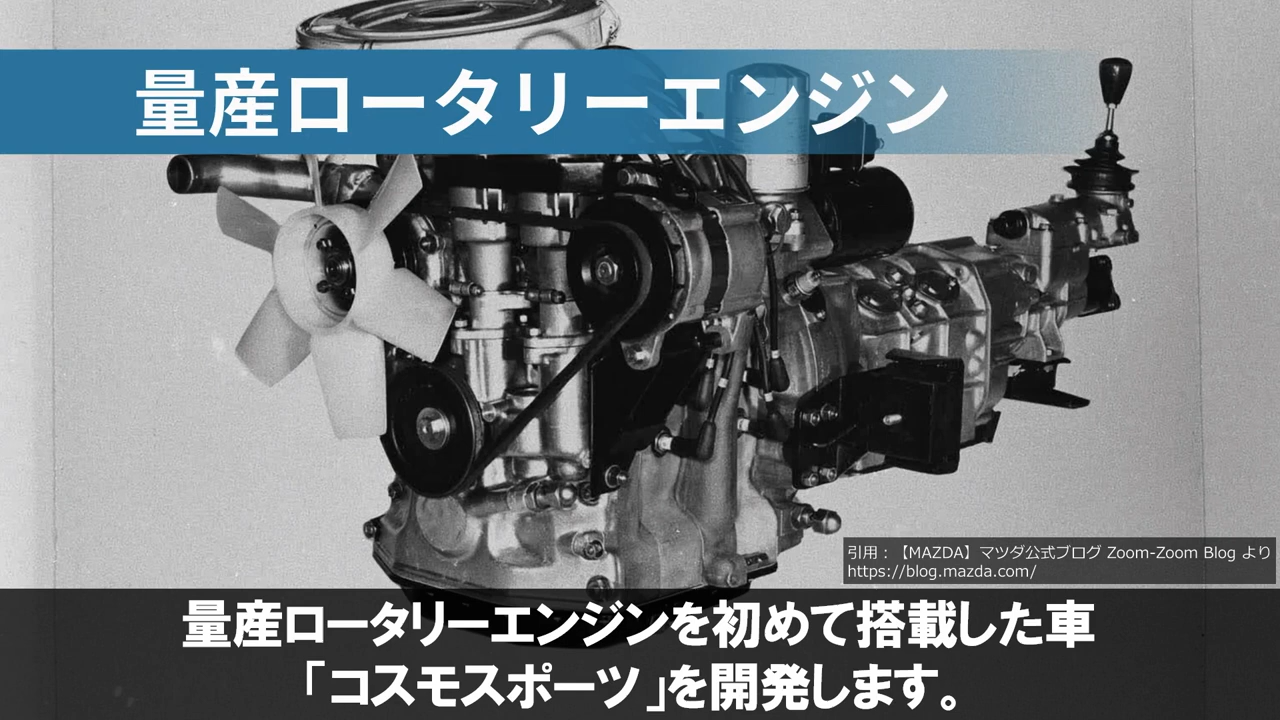 量産ロータリーエンジン
引用：【MAZDA】マツダ公式ブログ Zoom-Zoom Blog より
https://blog.mazda.com/
量産ロータリーエンジンを初めて搭載した車
「コスモスポーツ」を開発します。